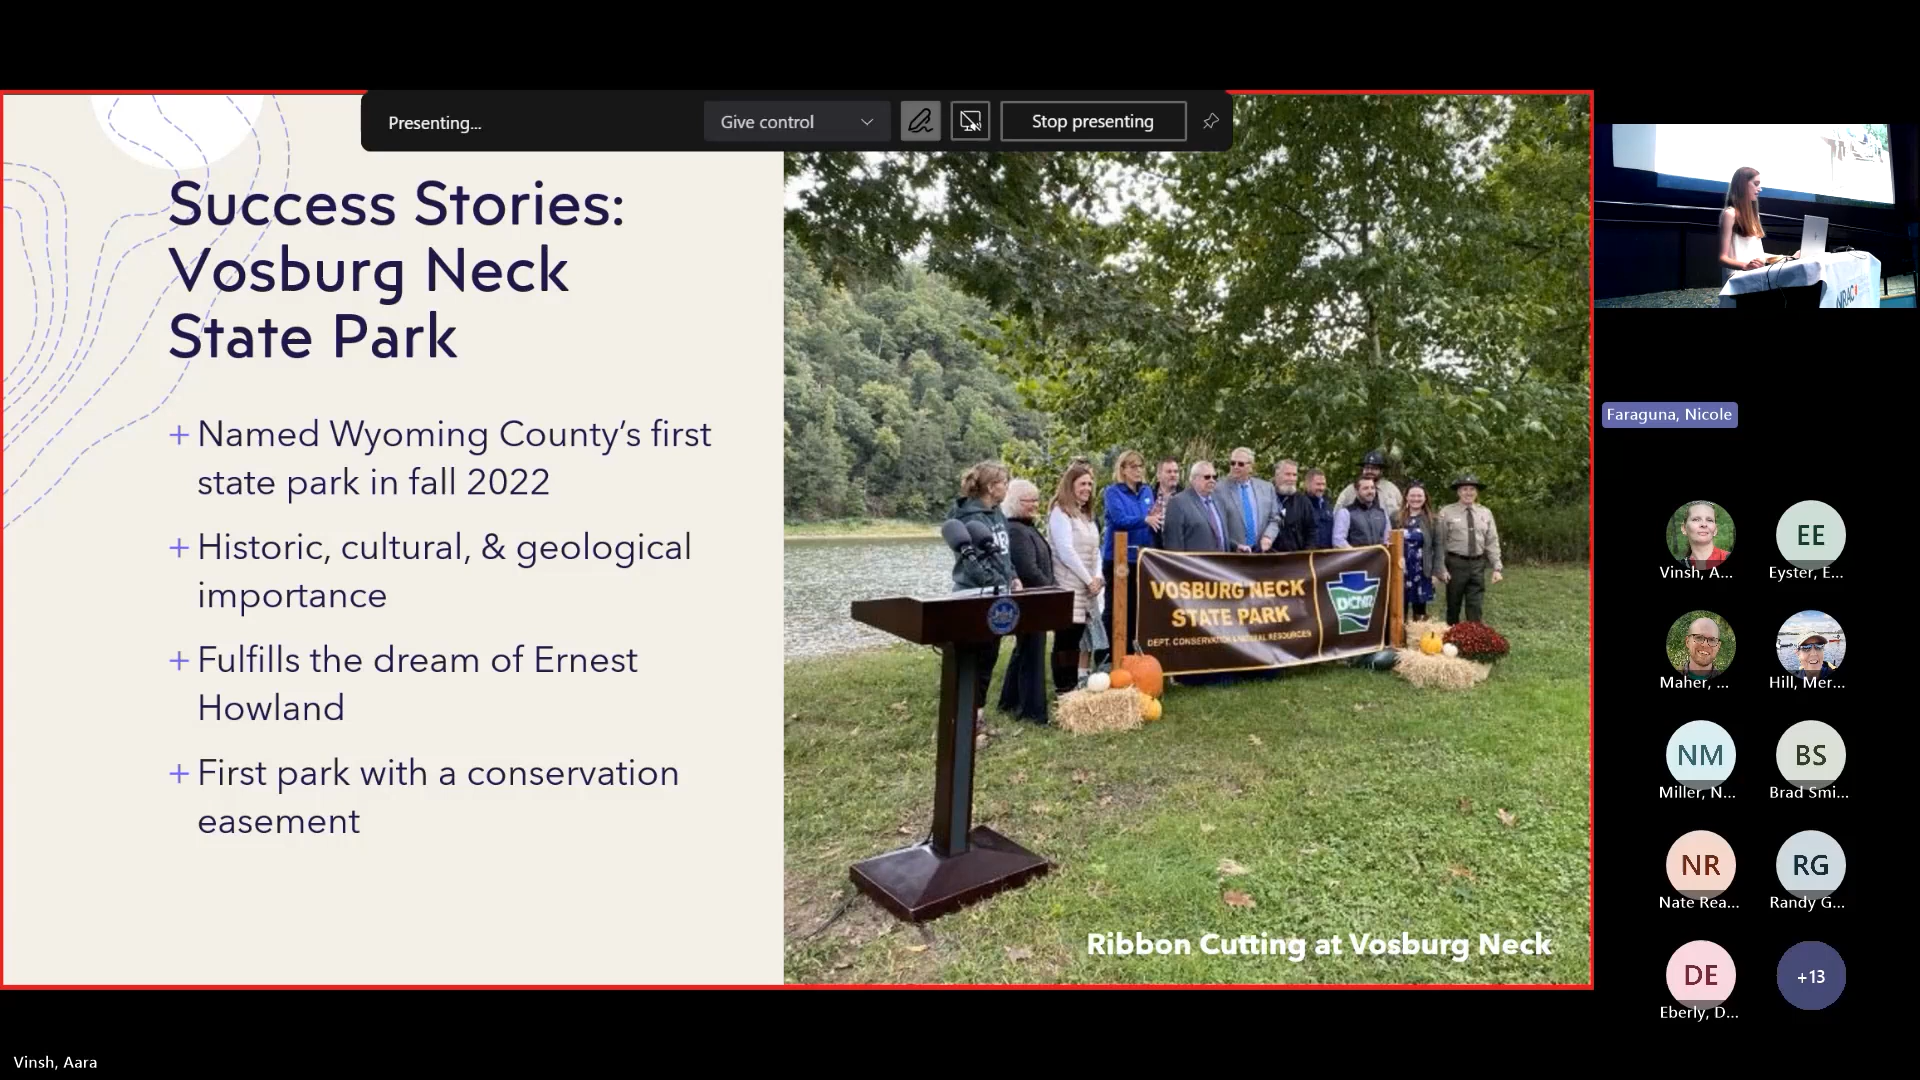 Presenting...
Give control
Stop presenting
Success Stories:
Vosburg Neck
State Park
+ Named Wyoming County's first
state park in fall 2022
+ Historic, cultural, & geological
importance
+ Fulfills the dream of Ernest
Howland
+ First park with a conservation
easement
VOSBURG NECK
STATE PARK
DEPT. CONSERVATION & NATURAL RESOURCES
DCNR
Ribbon Cutting at Vosburg Neck
NRAC
Faraguna, Nicole
Vinsh, A...
EE
Eyster, E...
Maher, ...
Hill, Mer...
NM
Miller, N...
BS
Brad Smi...
NR
Nate Rea...
RG
Randy G...
DE
Eberly, D...
+13
Vinsh, Aara